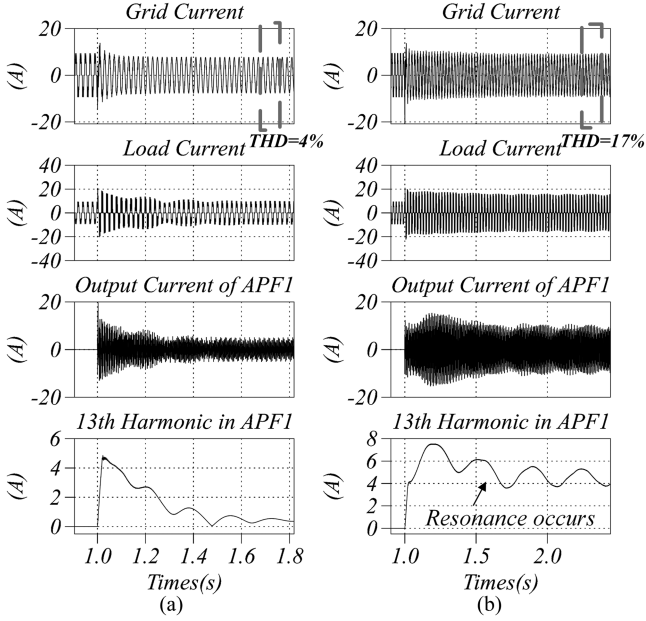 Grid Current
(A)
20
0
-20
THD=4%
Load Current
(A)
40
20
0
-20
-40
Output Current of APF1
(A)
20
0
-20
13th Harmonic in APF1
(A)
6
4
2
0
1.0 1.2 1.4 1.6 1.8
Times(s)
(a)
Grid Current
(A)
20
0
-20
THD=17%
Load Current
(A)
40
20
0
-20
-40
Output Current of APF1
(A)
20
0
-20
13th Harmonic in APF1
(A)
8
6
4
2
0
Resonance occurs
1.0 1.5 2.0
Times(s)
(b)